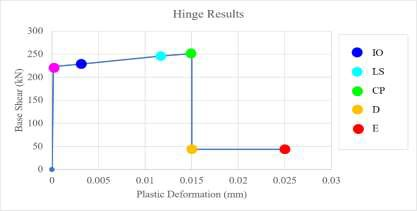 Hinge Results
Base Shear (kN)
300
250
200
150
100
50
0
0 0.005 0.01 0.015 0.02 0.025 0.03
Plastic Deformation (mm)
IO
LS
CP
D
E